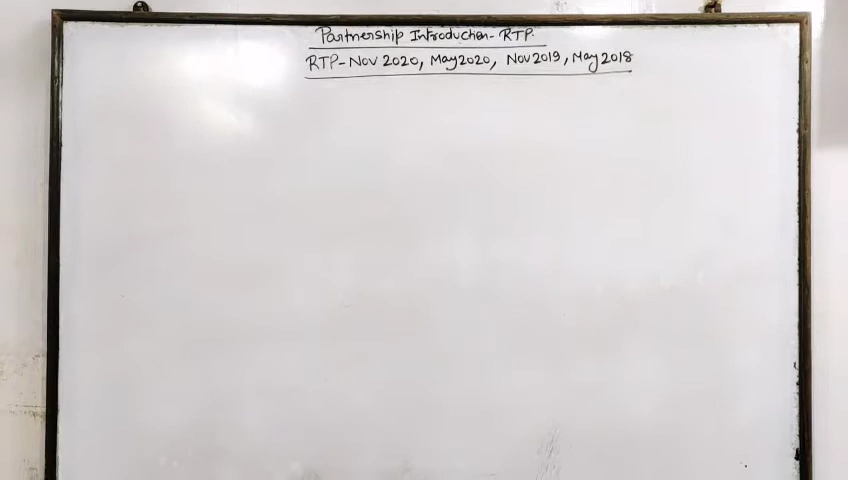 Partnership Introduction - RTP.
RTP - Nov 2020, May 2020, Nov 2019, May 2018